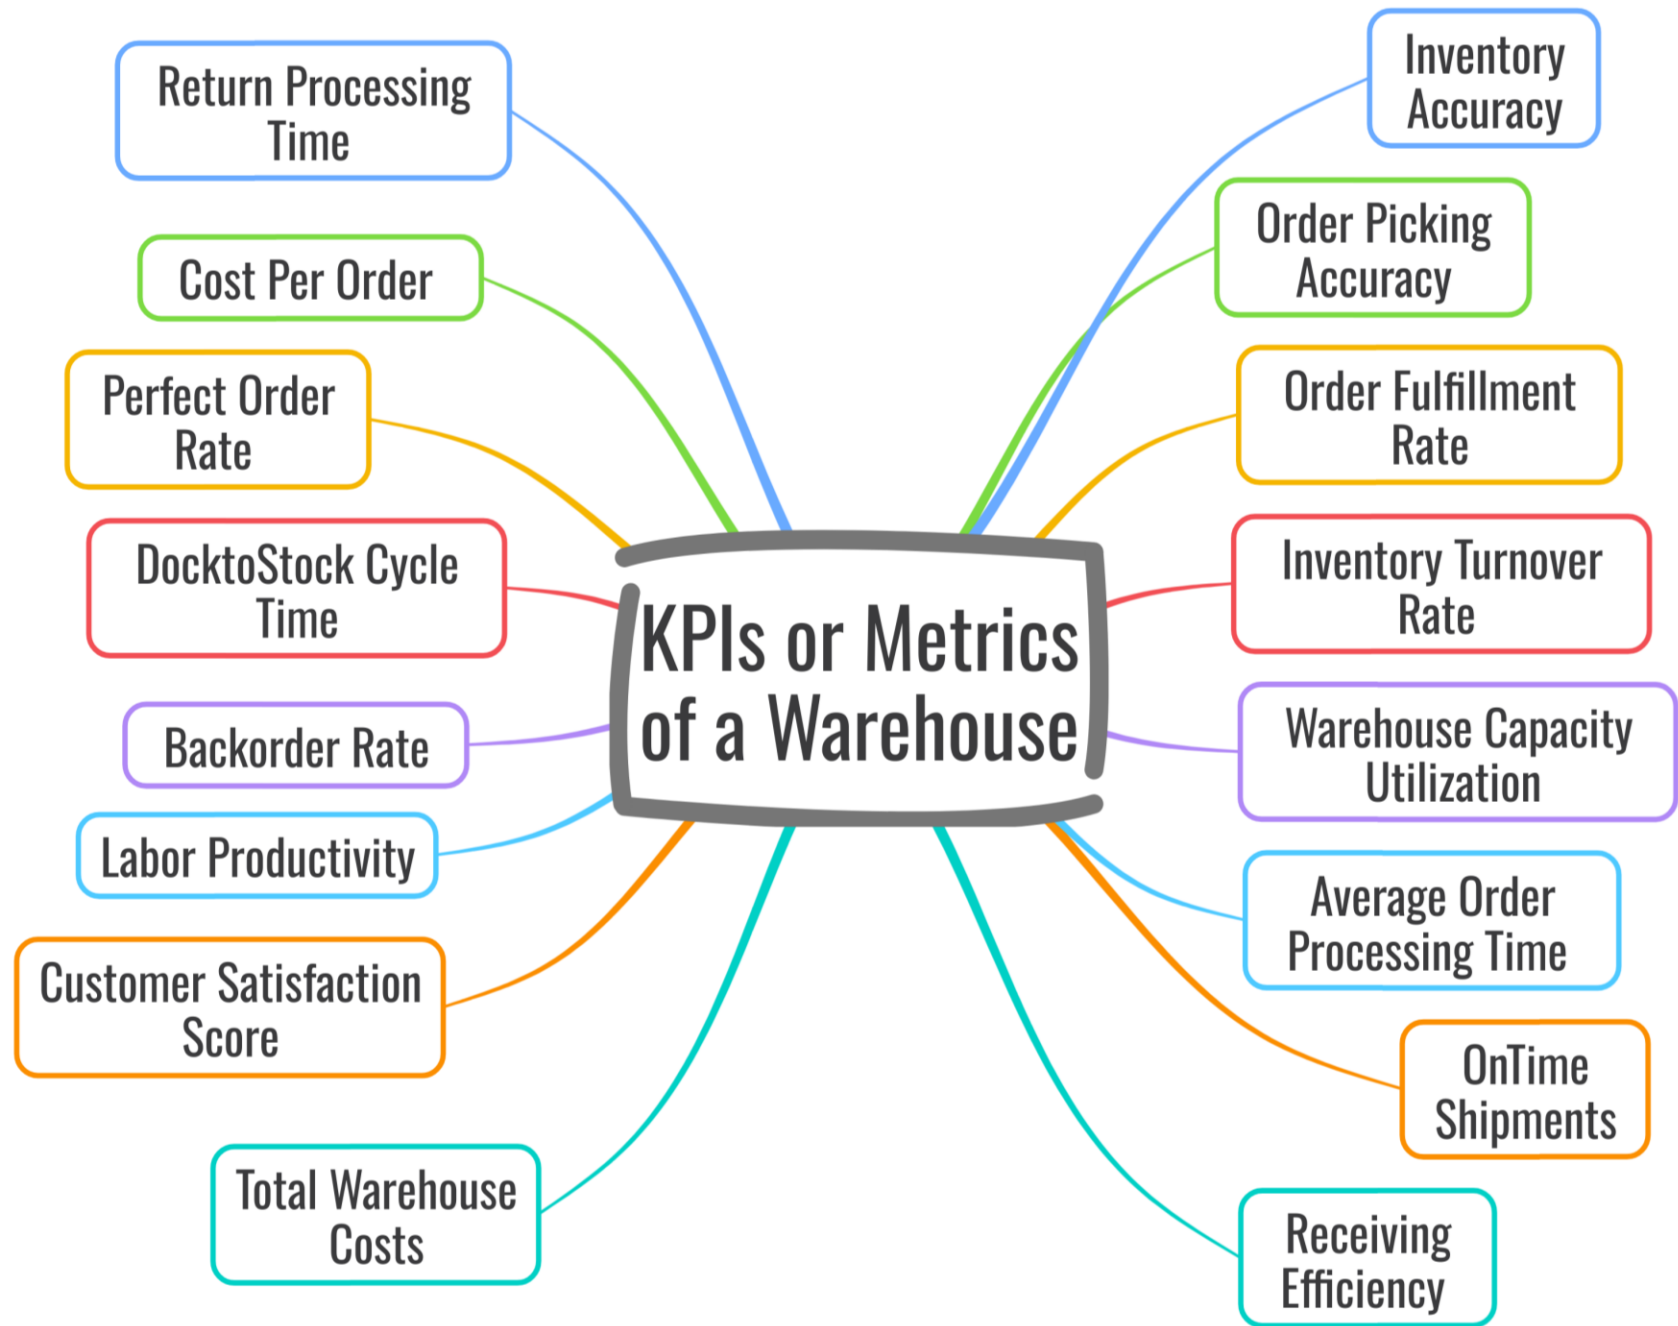 KPIs or Metrics
of a Warehouse
Return Processing
Time
Cost Per Order
Perfect Order
Rate
DocktoStock Cycle
Time
Backorder Rate
Labor Productivity
Customer Satisfaction
Score
Total Warehouse
Costs
Inventory
Accuracy
Order Picking
Accuracy
Order Fulfillment
Rate
Inventory Turnover
Rate
Warehouse Capacity
Utilization
Average Order
Processing Time
OnTime
Shipments
Receiving
Efficiency